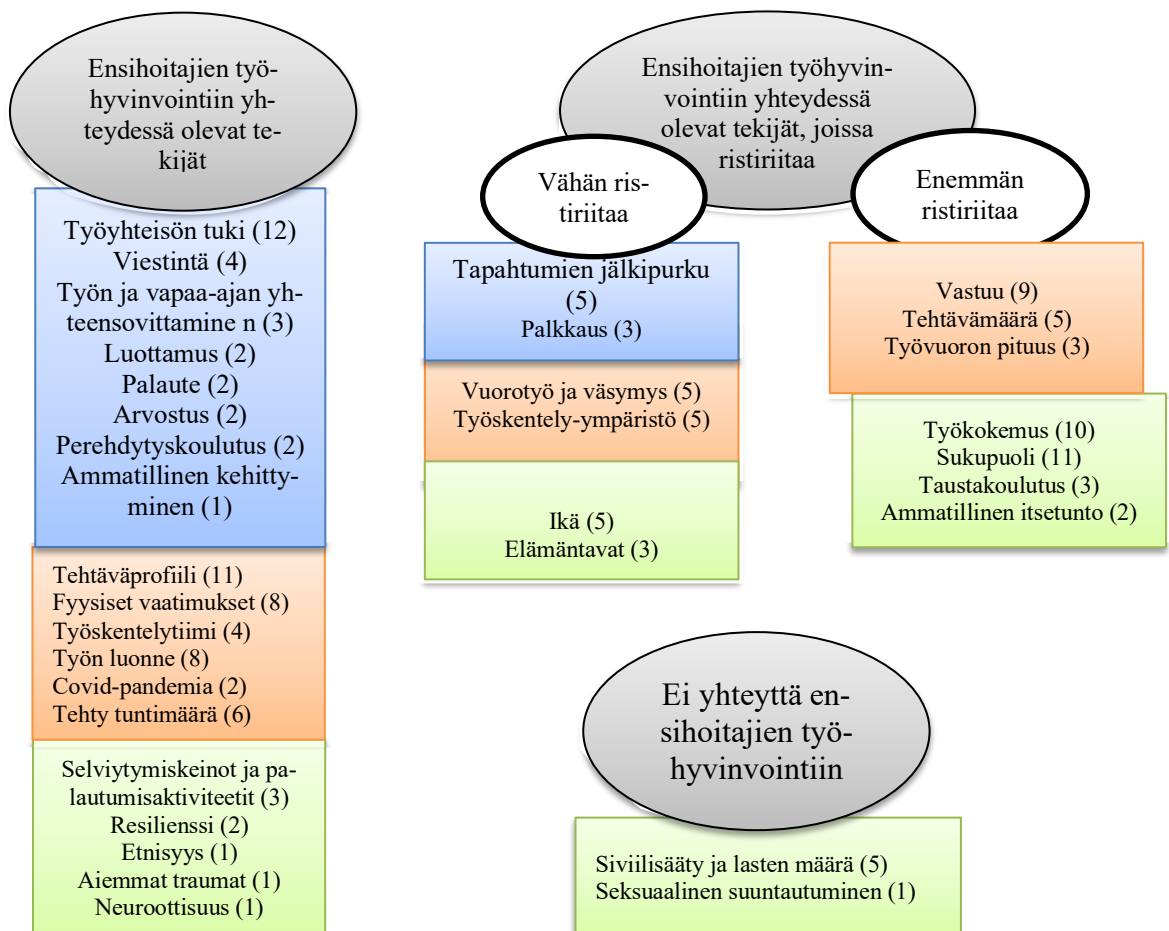 Ensihoitajien työ-
hyvinvointiin yh-
teydessä olevat te-
kijät
Työyhteisön tuki (12)
Viestintä (4)
Työn ja vapaa-ajan yh-
teensovittamine n (3)
Luottamus (2)
Palaute (2)
Arvostus (2)
Perehdytyskoulutus (2)
Ammatillinen kehitty-
minen (1)
Tehtäväprofiili (11)
Fyysiset vaatimukset (8)
Työskentelytiimi (4)
Työn luonne (8)
Covid-pandemia (2)
Tehty tuntimäärä (6)
Selviytymiskeinot ja pa-
lautumisaktiviteetit (3)
Resilienssi (2)
Etnisyys (1)
Aiemmat traumat (1)
Neuroottisuus (1)
Ensihoitajien työhyvin-
vointiin yhteydessä
olevat tekijät, joissa
ristiriitaa
Vähän ris-
tiriitaa
Tapahtumien jälkipurku
(5)
Palkkaus (3)
Vuorotyö ja väsymys (5)
Työskentely-ympäristö (5)
Ikä (5)
Elämäntavat (3)
Enemmän
ristiriitaa
Vastuu (9)
Tehtävämäärä (5)
Työvuoron pituus (3)
Työkokemus (10)
Sukupuoli (11)
Taustakoulutus (3)
Ammatillinen itsetunto (2)
Ei yhteyttä en-
sihoitajien työ-
hyvinvointiin
Siviilisääty ja lasten määrä (5)
Seksuaalinen suuntautuminen (1)